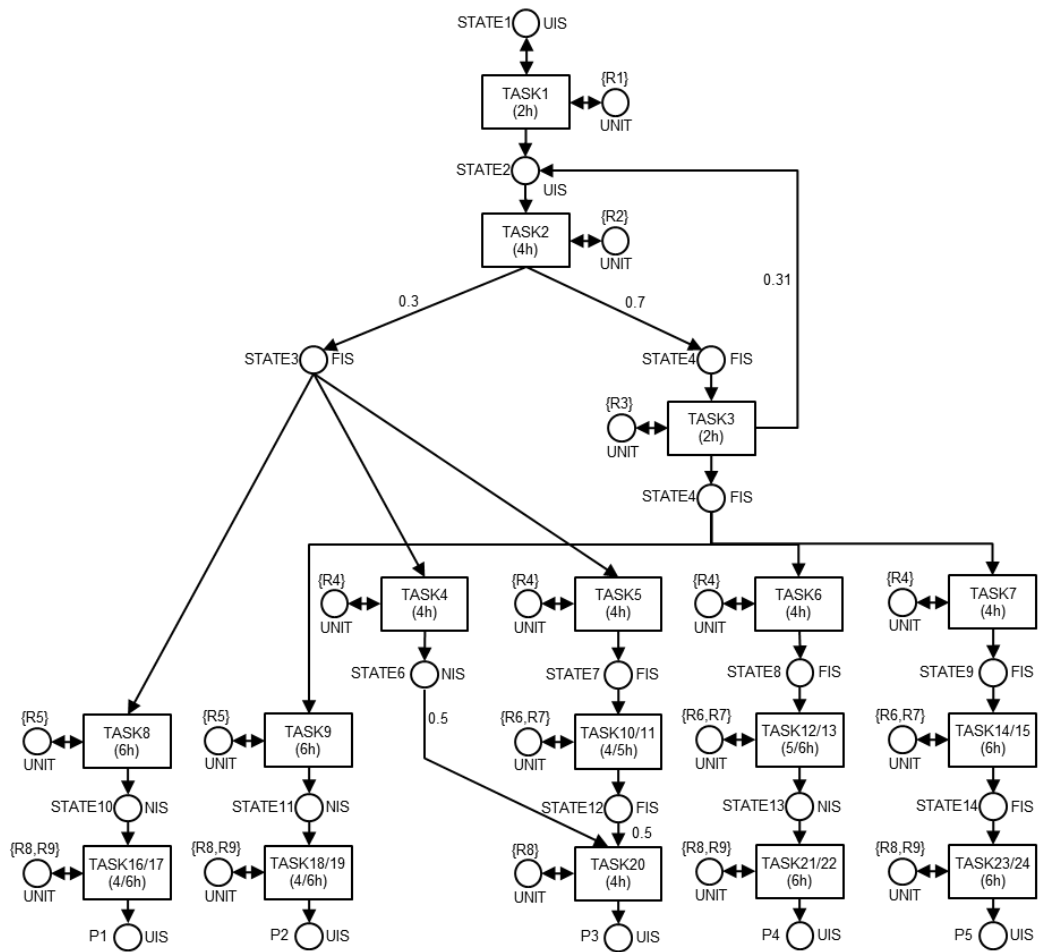 STATE1 UIS
{R1}
TASK1
(2h)
UNIT
STATE2
UIS
{R2}
TASK2
(4h)
UNIT
0.31
0.3
0.7
STATE3 FIS
STATE4 FIS
{R3}
TASK3
(2h)
UNIT
STATE4 FIS
{R4}
TASK4
(4h)
UNIT
{R4}
TASK5
(4h)
UNIT
{R4}
TASK6
(4h)
UNIT
{R4}
TASK7
(4h)
UNIT
STATE6 NIS
STATE7 FIS
STATE8 FIS
STATE9 FIS
0.5
{R5}
TASK8
(6h)
UNIT
{R5}
TASK9
(6h)
UNIT
{R6,R7}
TASK10/11
(4/5h)
UNIT
{R6,R7}
TASK12/13
(5/6h)
UNIT
{R6,R7}
TASK14/15
(6h)
UNIT
STATE10 NIS
STATE11 NIS
STATE12 FIS
STATE13 NIS
STATE14 FIS
0.5
{R8,R9}
TASK16/17
(4/6h)
UNIT
{R8,R9}
TASK18/19
(4/6h)
UNIT
{R8}
TASK20
(4h)
UNIT
{R8,R9}
TASK21/22
(6h)
UNIT
{R8,R9}
TASK23/24
(6h)
UNIT
P1 UIS
P2 UIS
P3 UIS
P4 UIS
P5 UIS